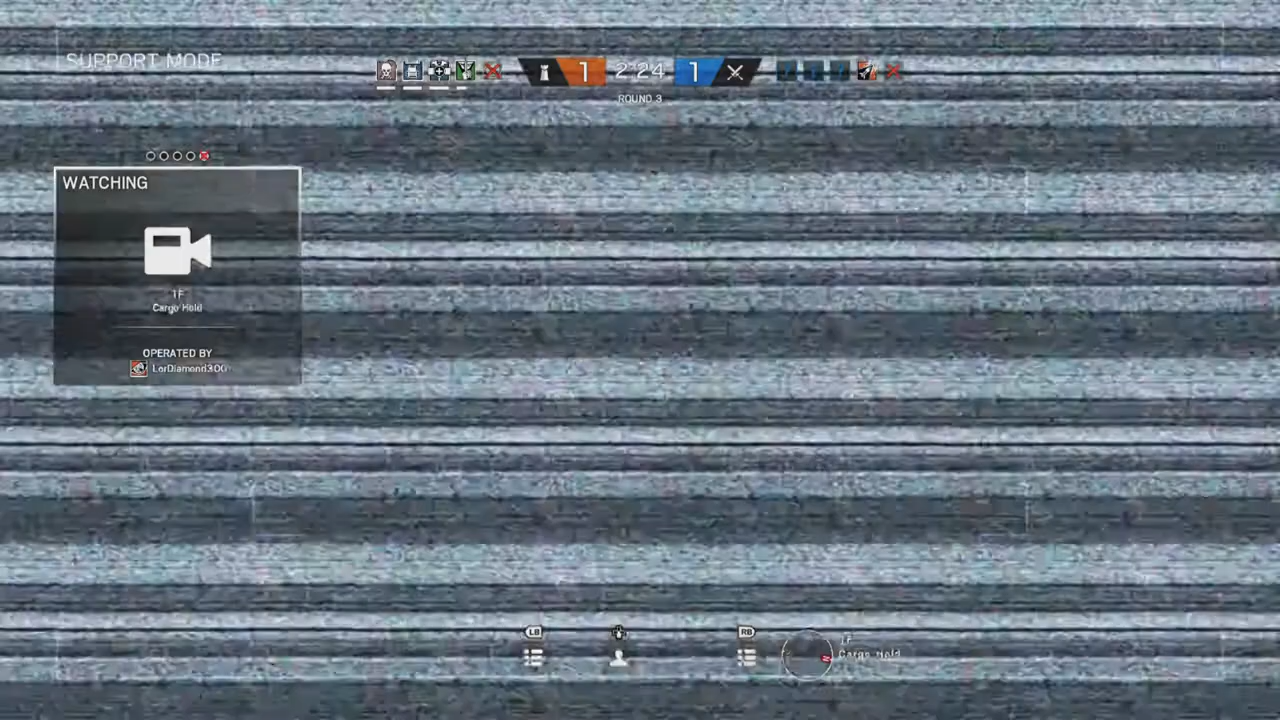 SUPPORT MODE
1 2:24 1
ROUND 3
WATCHING
1F
Cargo Hold
OPERATED BY
LorDiamond300
LB
RB
1F
Cargo Hold